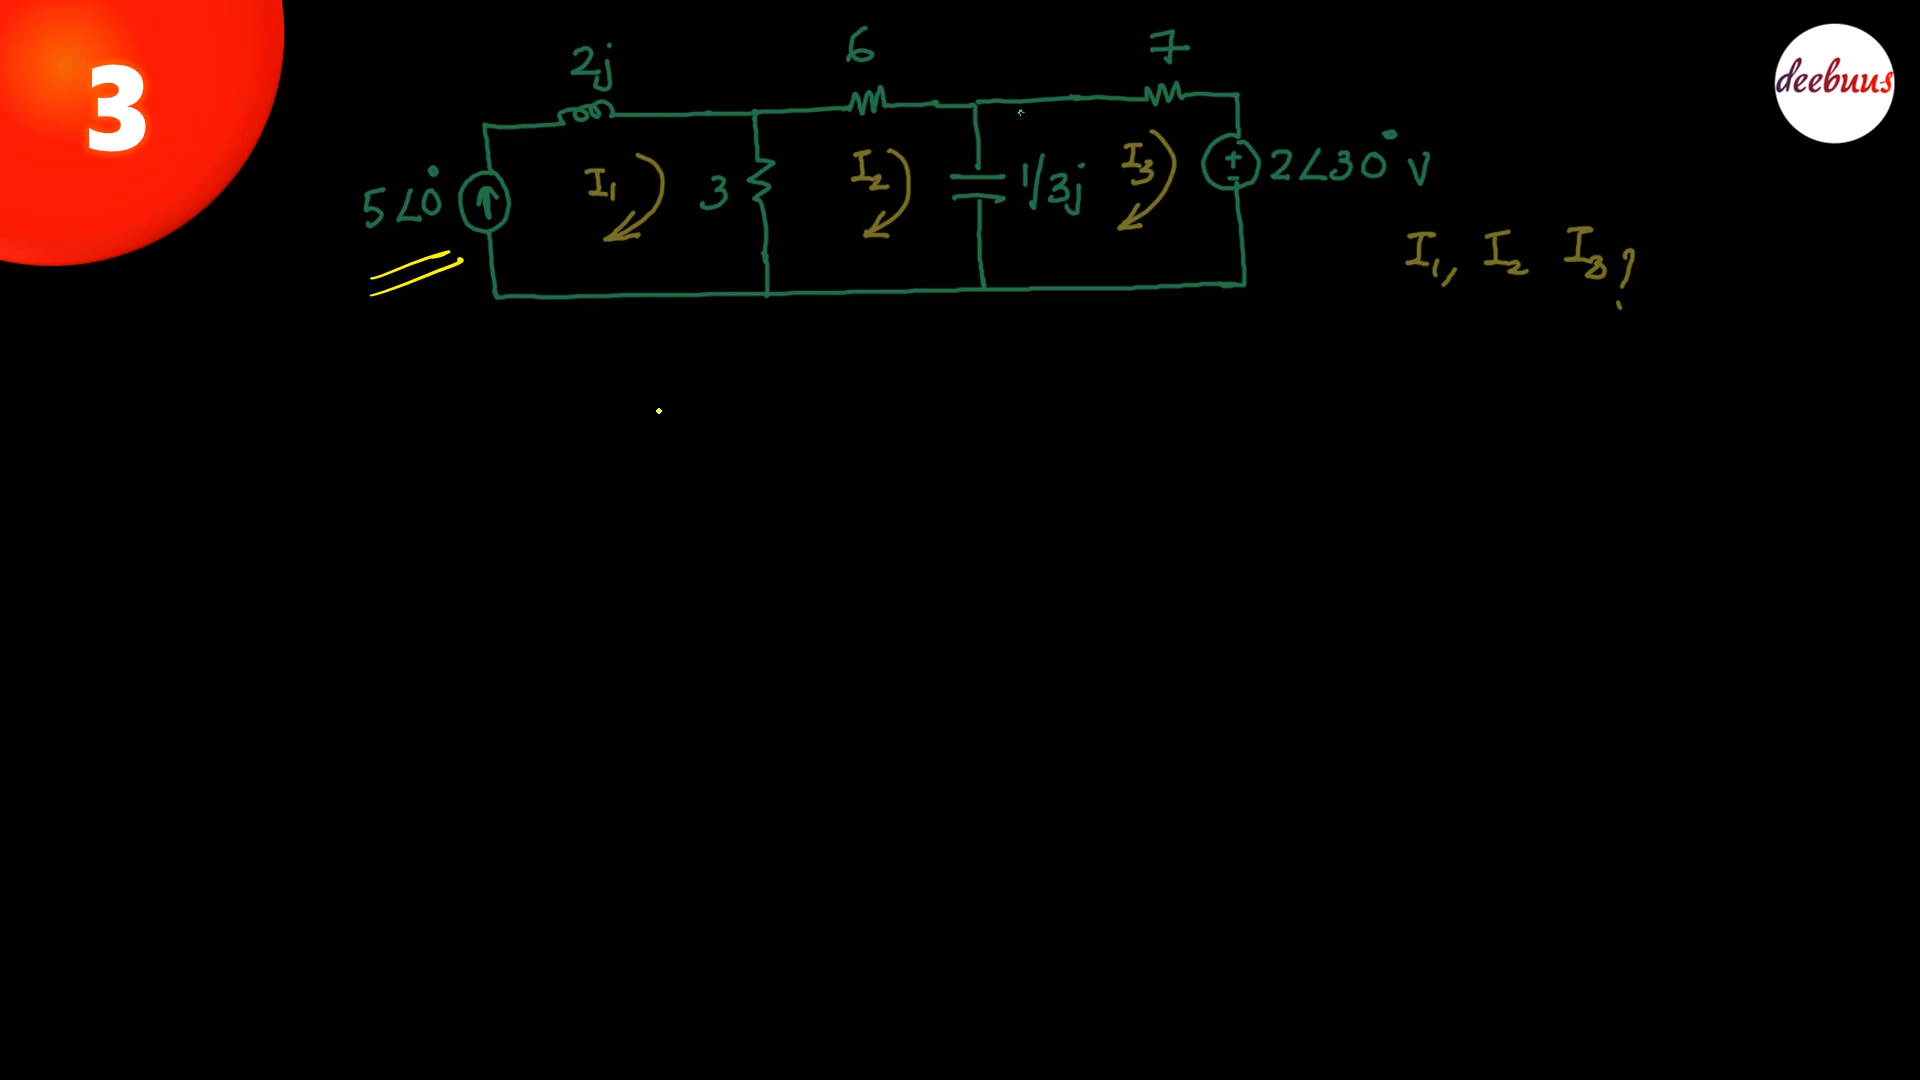 3
deebuus
2j
6
7
5∠0°
I₁
3
I₂
1/3j
I₃
+
-
2∠30° V
I₁, I₂ I₃?